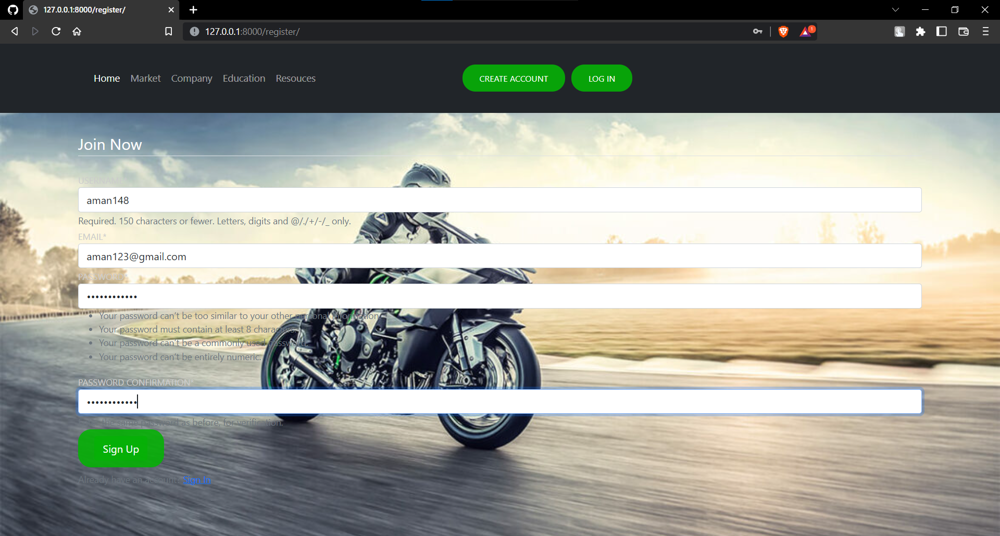 127.0.0.1:8000/register/
127.0.0.1:8000/register/
1
Home Market Company Education Resouces CREATE ACCOUNT LOG IN
Join Now
USERNAME
aman148
Required. 150 characters or fewer. Letters, digits and @/./+/-/_ only.
EMAIL*
aman123@gmail.com
PASSWORD*
••••••••••••
• Your password can't be too similar to your other personal information.
• Your password must contain at least 8 characters.
• Your password can't be a commonly used password.
• Your password can't be entirely numeric.
PASSWORD CONFIRMATION*
••••••••••••
the same password as before, for verification.
Sign Up
Already have an account? Sign In